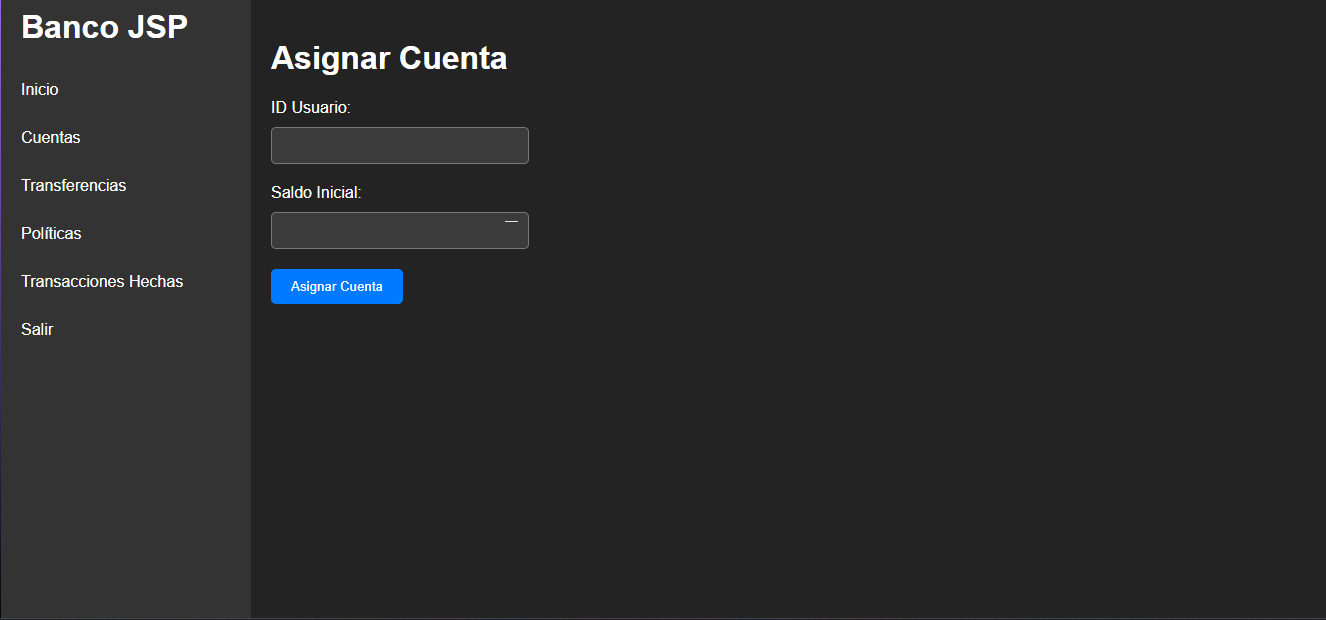 Banco JSP
Inicio
Cuentas
Transferencias
Políticas
Transacciones Hechas
Salir
Asignar Cuenta
ID Usuario:
Saldo Inicial:
Asignar Cuenta